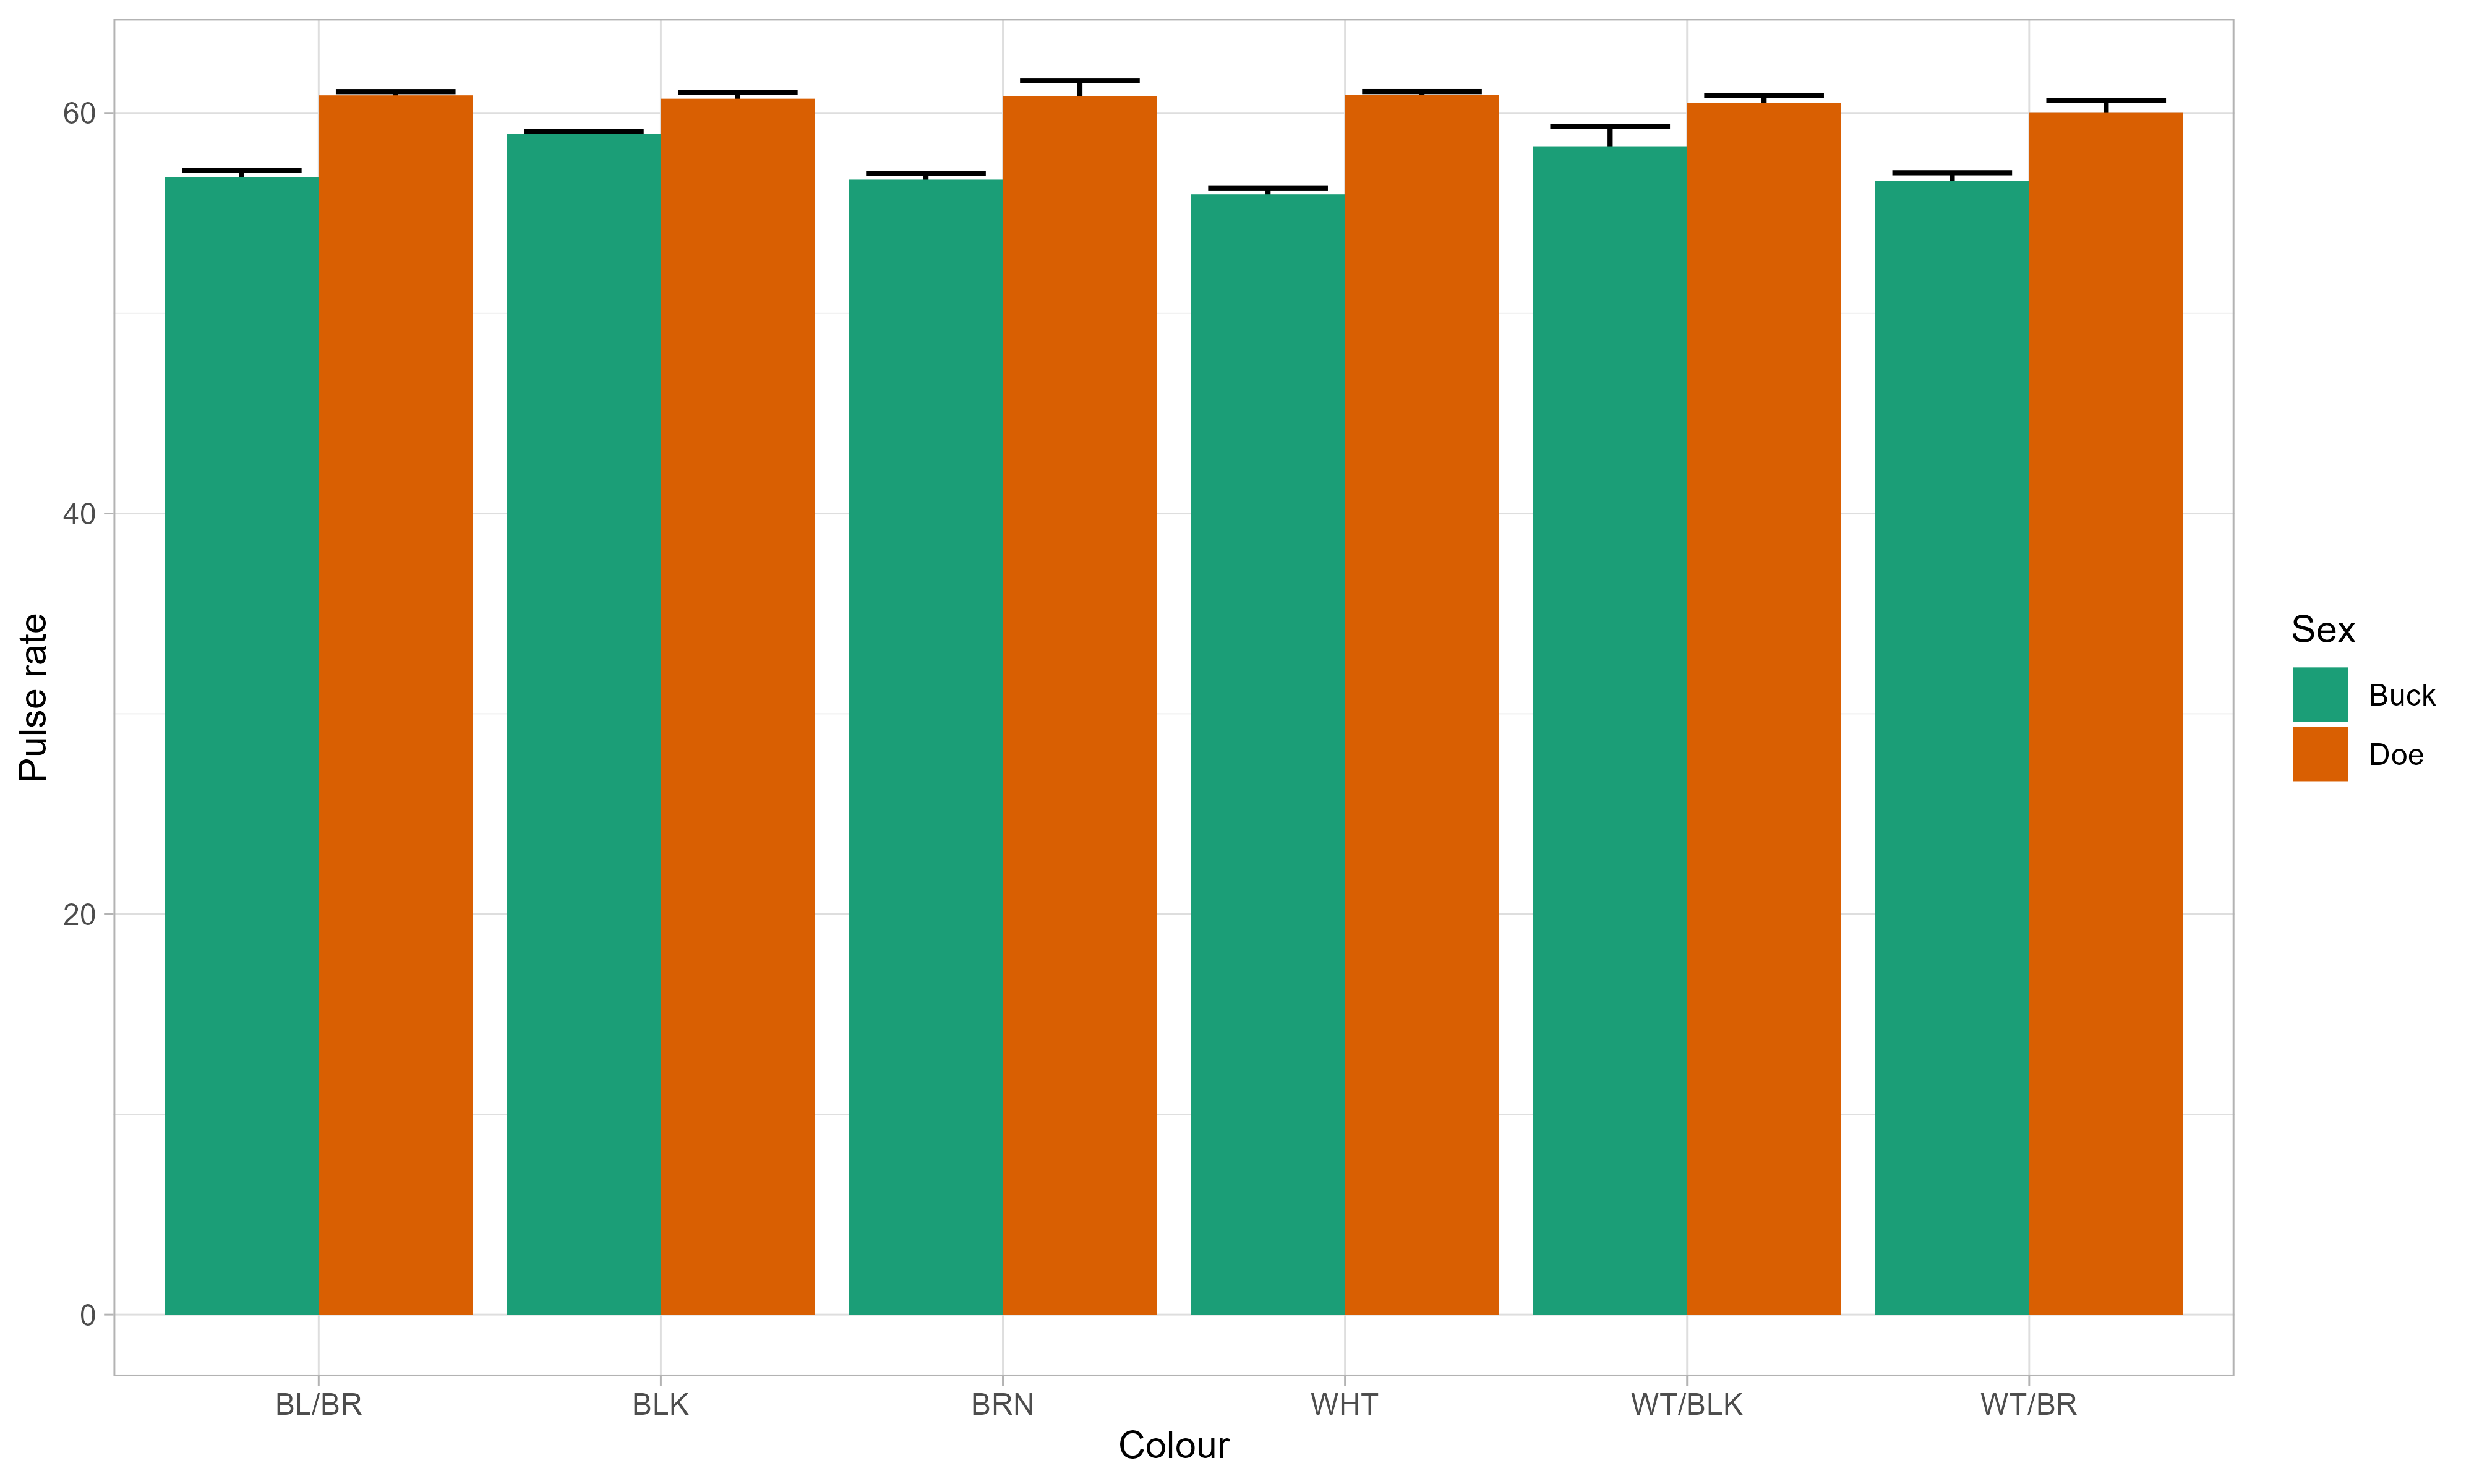 60
40
20
0
Pulse rate
BL/BR
BLK
BRN
WHT
WT/BLK
WT/BR
Colour
Sex
Buck
Doe